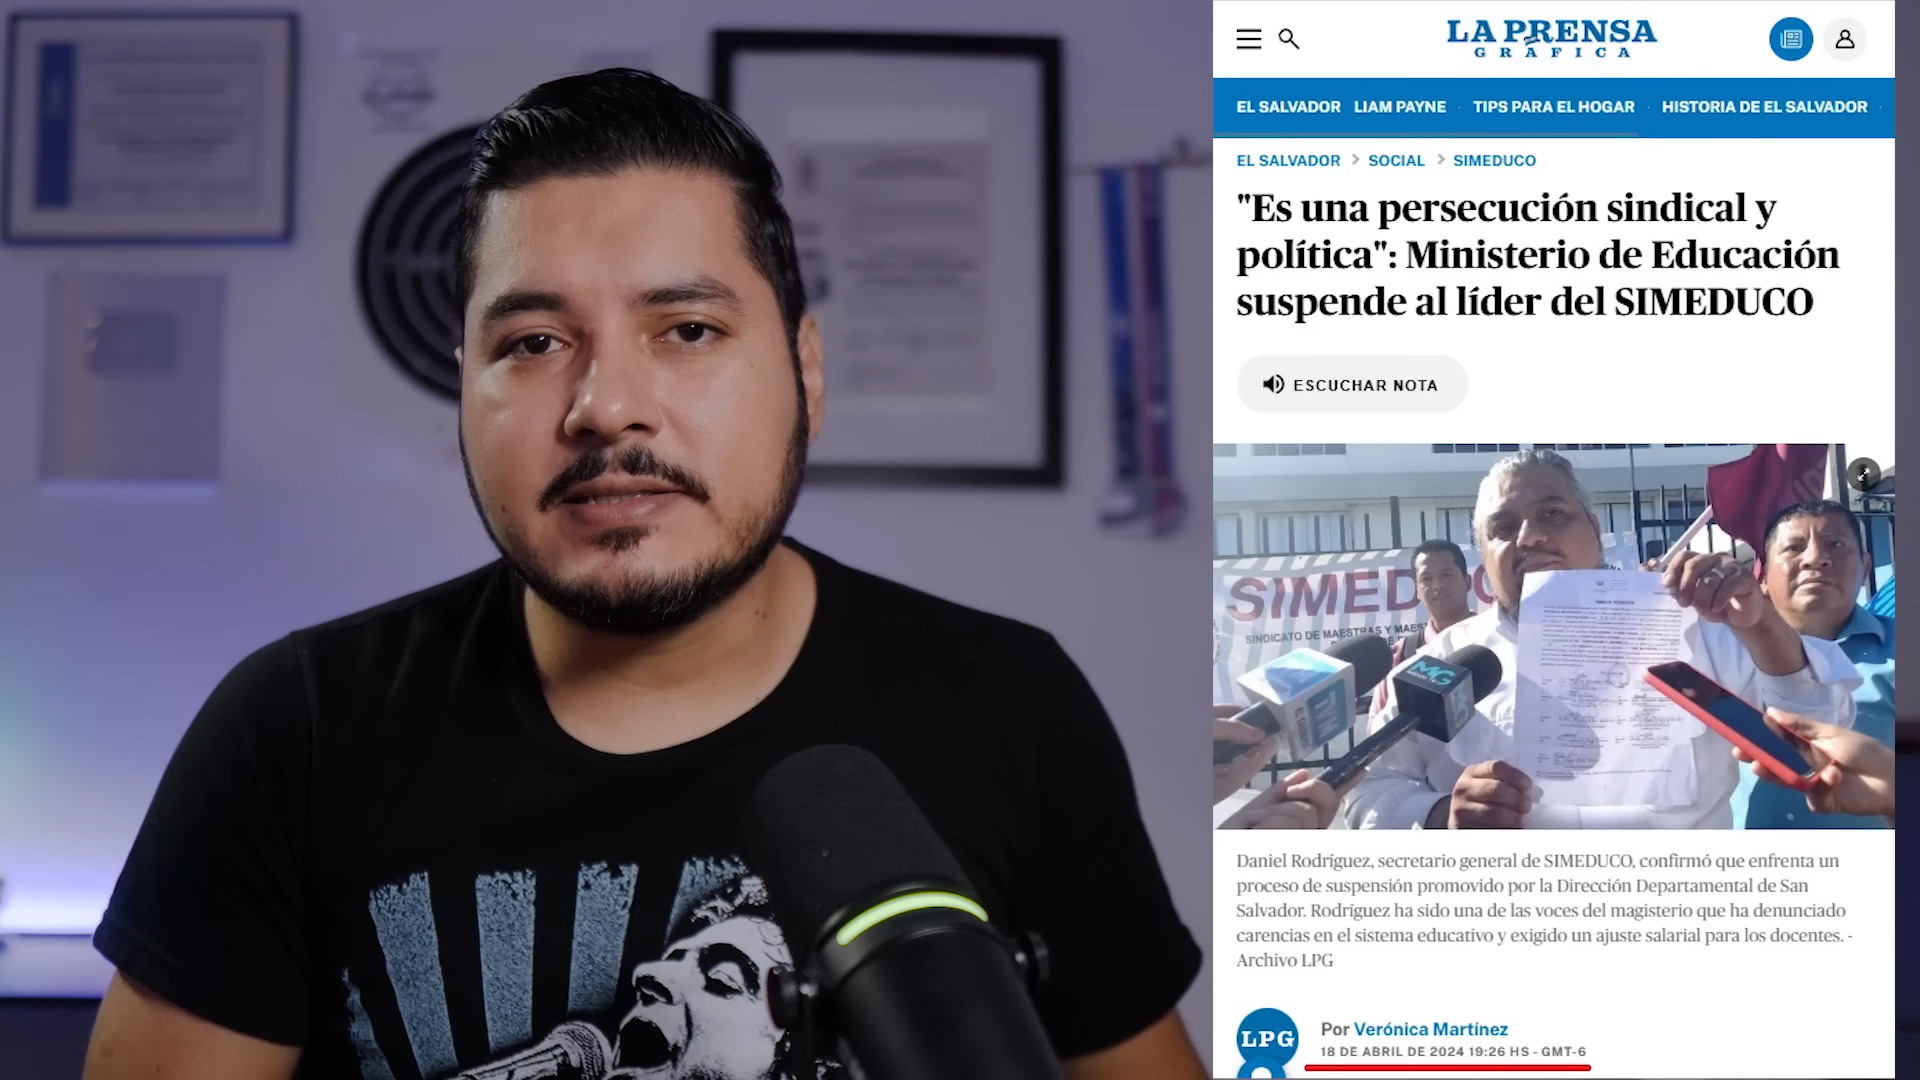 LA PRENSA
GRÁFICA
EL SALVADOR LIAM PAYNE · TIPS PARA EL HOGAR · HISTORIA DE EL SALVADOR ·
EL SALVADOR > SOCIAL > SIMEDUCO
"Es una persecución sindical y
política": Ministerio de Educación
suspende al líder del SIMEDUCO
ESCUCHAR NOTA
SIMED
SINDICATO DE MAESTRAS Y MAES
MG
Daniel Rodríguez, secretario general de SIMEDUCO, confirmó que enfrenta un
proceso de suspensión promovido por la Dirección Departamental de San
Salvador. Rodríguez ha sido una de las voces del magisterio que ha denunciado
carencias en el sistema educativo y exigido un ajuste salarial para los docentes. -
Archivo LPG
LPG
Por Verónica Martínez
18 DE ABRIL DE 2024 19:26 HS - GMT-6